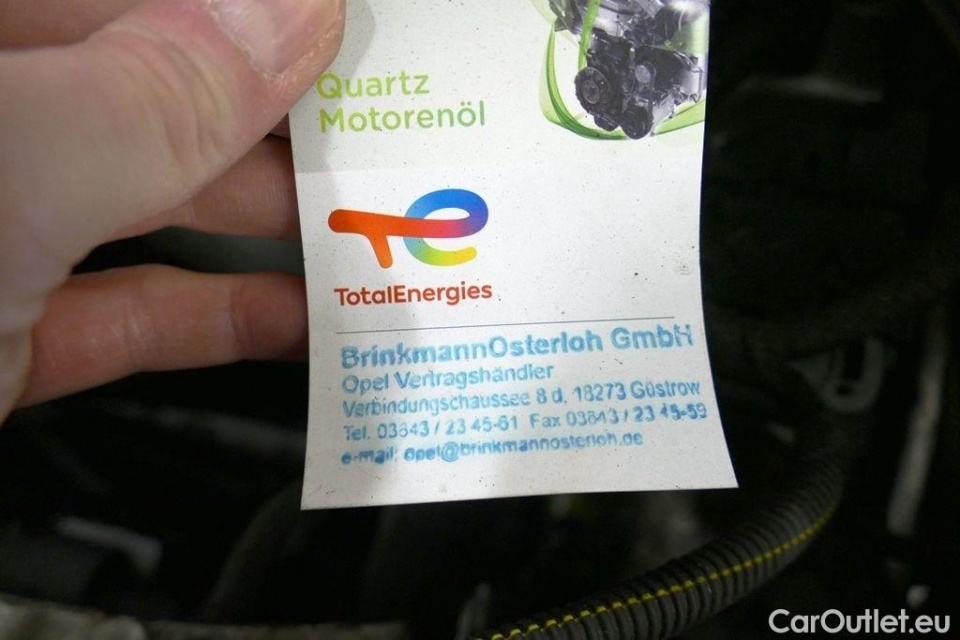 Quartz
Motorenöl
TotalEnergies
BrinkmannOsterloh GmbH
Opel Vertragshändler
Verbindungschaussee 8 d, 18273 Güstrow
Tel. 03843 / 23 45-61 Fax 03843 / 23 45-59
e-mail: opel@brinkmannosterloh.de
CarOutlet.eu